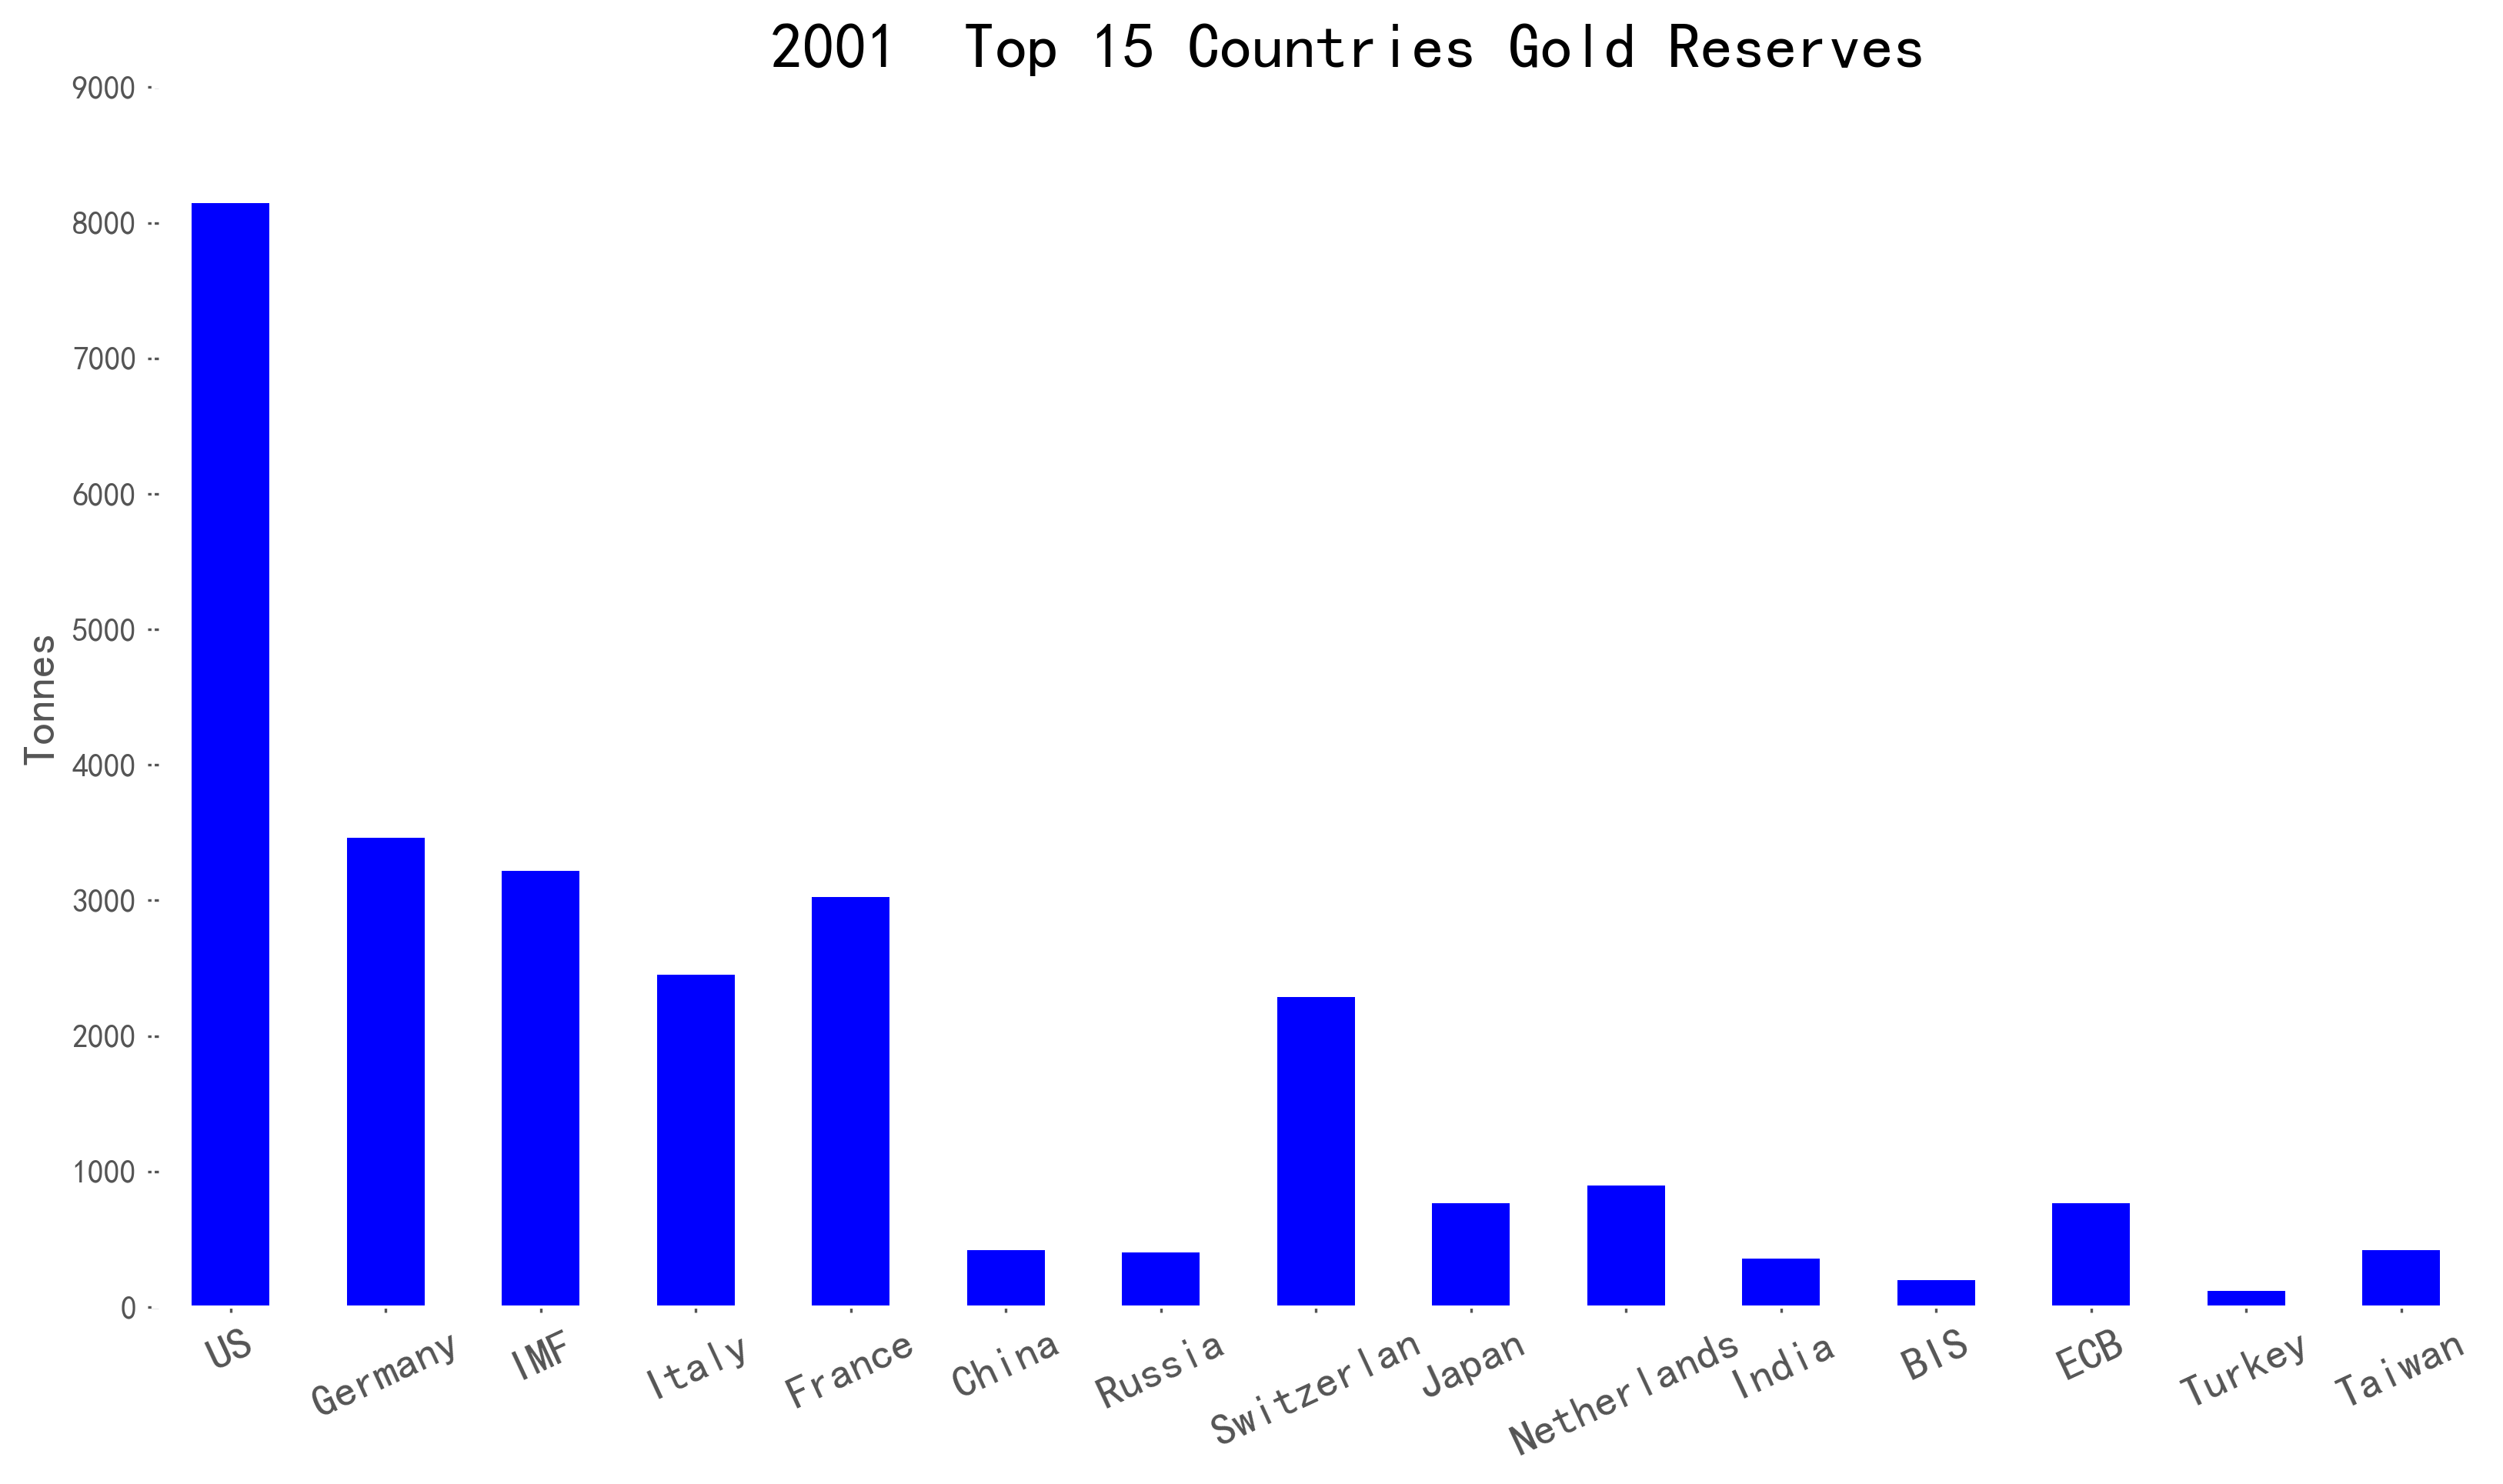 2001  Top 15 Countries Gold Reserves
Tonnes
9000
8000
7000
6000
5000
4000
3000
2000
1000
0
US
Germany
IMF
Italy
France
China
Russia
Switzerlan
Japan
Netherlands
India
BIS
ECB
Turkey
Taiwan